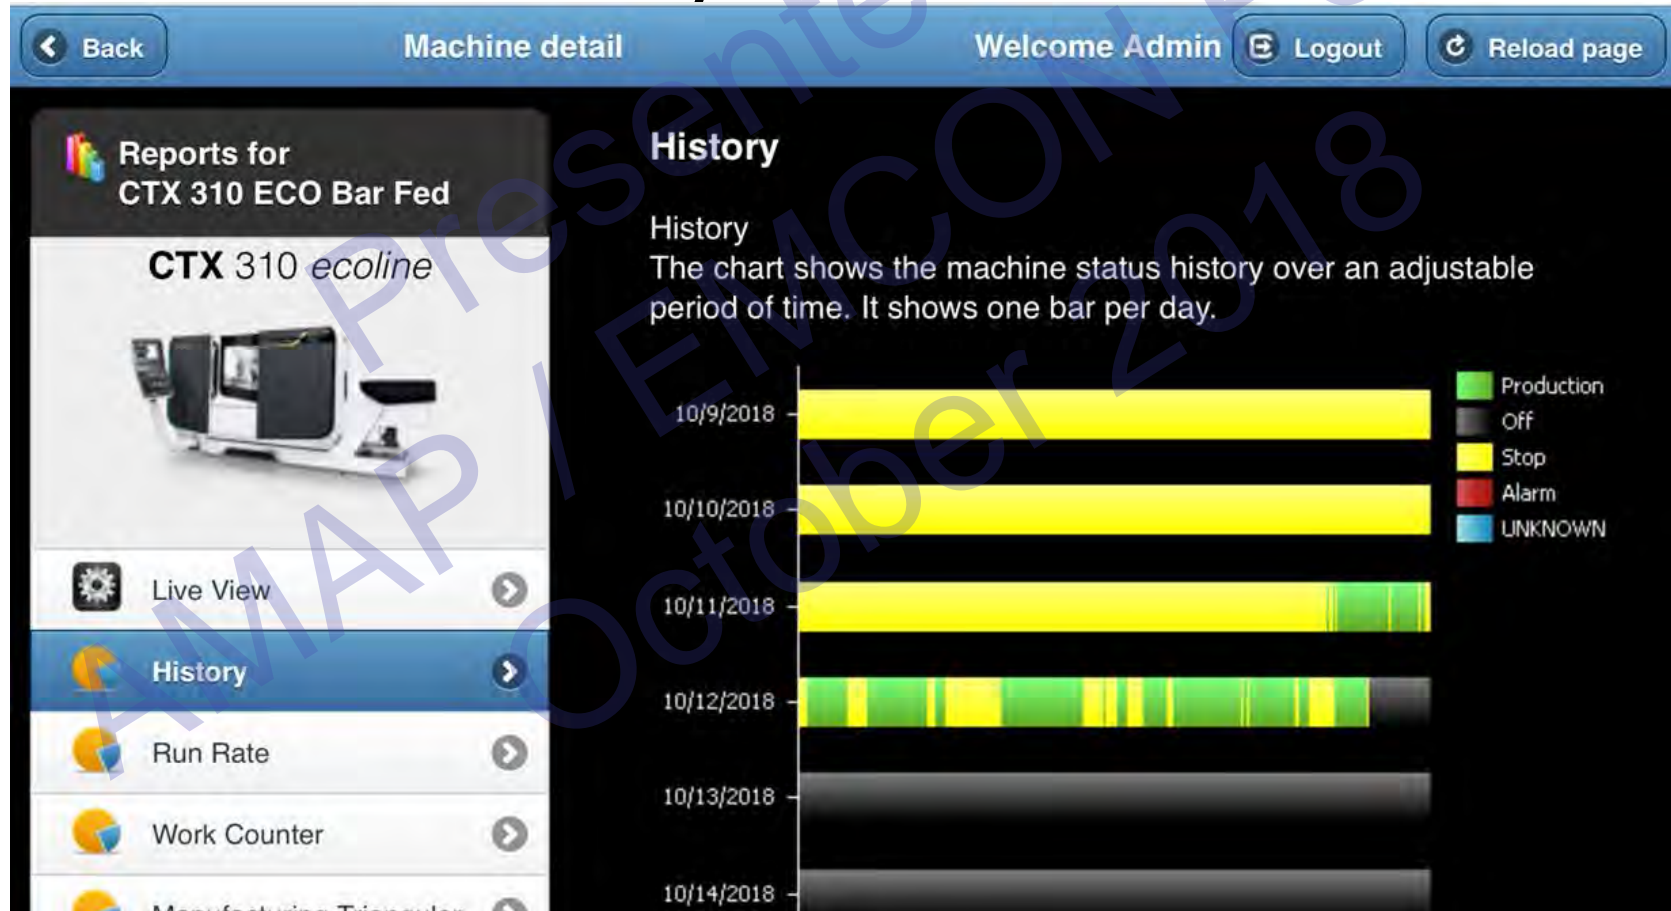 Back
Machine detail
Welcome Admin
Logout
Reload page
Reports for
CTX 310 ECO Bar Fed
CTX 310 ecoline
Live View
History
Run Rate
Work Counter
History
History
The chart shows the machine status history over an adjustable
period of time. It shows one bar per day.
10/9/2018
10/10/2018
10/11/2018
10/12/2018
10/13/2018
10/14/2018
Production
Off
Stop
Alarm
UNKNOWN
AMAP / EMCON
October 2018